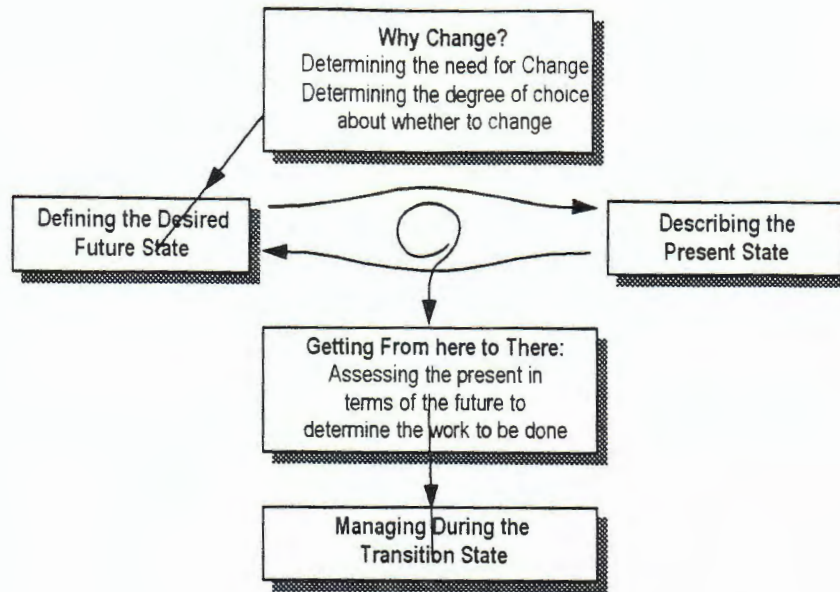 Why Change?
Determining the need for Change
Determining the degree of choice
about whether to change
Defining the Desired
Future State
Describing the
Present State
Getting From here to There:
Assessing the present in
terms of the future to
determine the work to be done
Managing During the
Transition State